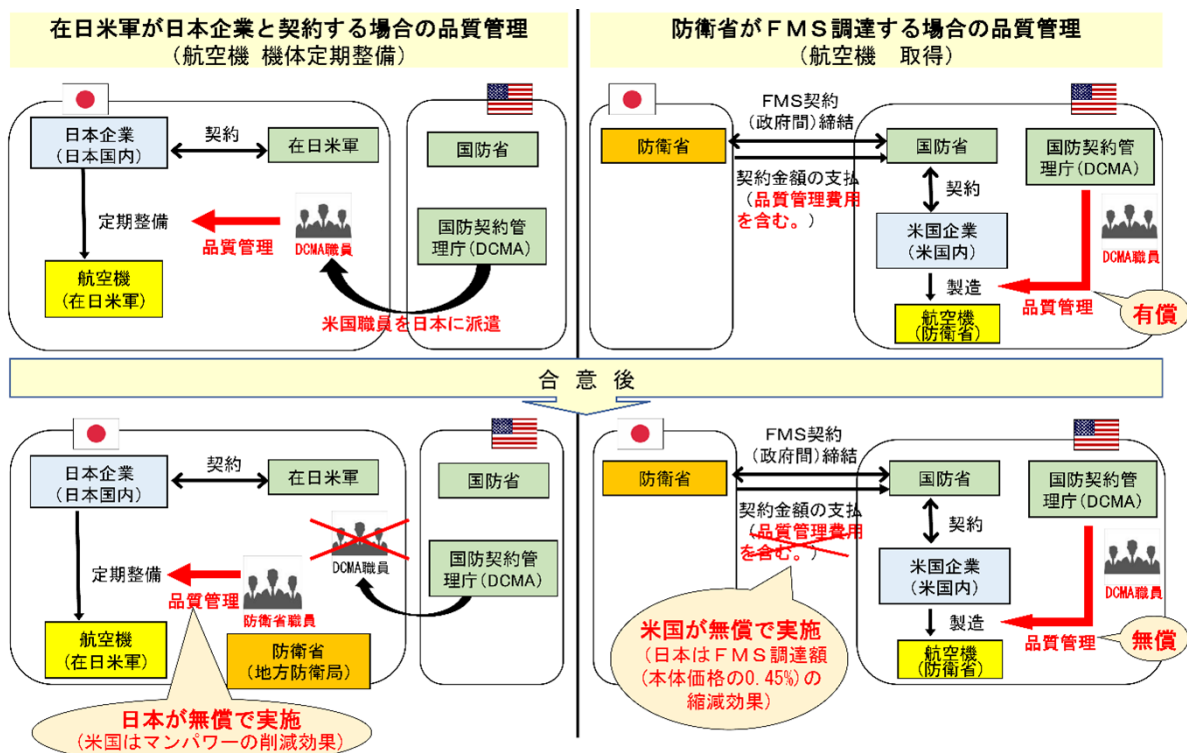 在日米軍が日本企業と契約する場合の品質管理
(航空機 機体定期整備)
日本企業
(日本国内)
契約
在日米軍
定期整備
品質管理
DCMA職員
航空機
(在日米軍)
国防省
国防契約管
理庁(DCMA)
米国職員を日本に派遣
防衛省がFMS調達する場合の品質管理
(航空機 取得)
防衛省
FMS契約
(政府間)締結
契約金額の支払
(品質管理費用
を含む。)
国防省
契約
米国企業
(米国内)
製造
航空機
(防衛省)
国防契約管
理庁(DCMA)
DCMA職員
品質管理
有償
合意後
日本企業
(日本国内)
契約
在日米軍
定期整備
品質管理
DCMA職員
防衛省職員
航空機
(在日米軍)
防衛省
(地方防衛局)
国防省
国防契約管
理庁(DCMA)
日本が無償で実施
(米国はマンパワーの削減効果)
防衛省
FMS契約
(政府間)締結
契約金額の支払
(品質管理費用
を含む。)
米国が無償で実施
(日本はFMS調達額
(本体価格の0.45%)の
縮減効果)
国防省
契約
米国企業
(米国内)
製造
航空機
(防衛省)
国防契約管
理庁(DCMA)
DCMA職員
品質管理
無償